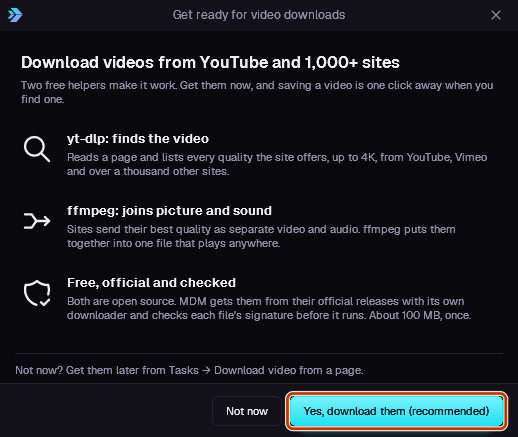 Get ready for video downloads
Download videos from YouTube and 1,000+ sites
Two free helpers make it work. Get them now, and saving a video is one click away when you
find one.
yt-dlp: finds the video
Reads a page and lists every quality the site offers, up to 4K, from YouTube, Vimeo
and over a thousand other sites.
ffmpeg: joins picture and sound
Sites send their best quality as separate video and audio. ffmpeg puts them
together into one file that plays anywhere.
Free, official and checked
Both are open source. MDM gets them from their official releases with its own
downloader and checks each file's signature before it runs. About 100 MB, once.
Not now? Get them later from Tasks → Download video from a page.
Not now
Yes, download them (recommended)